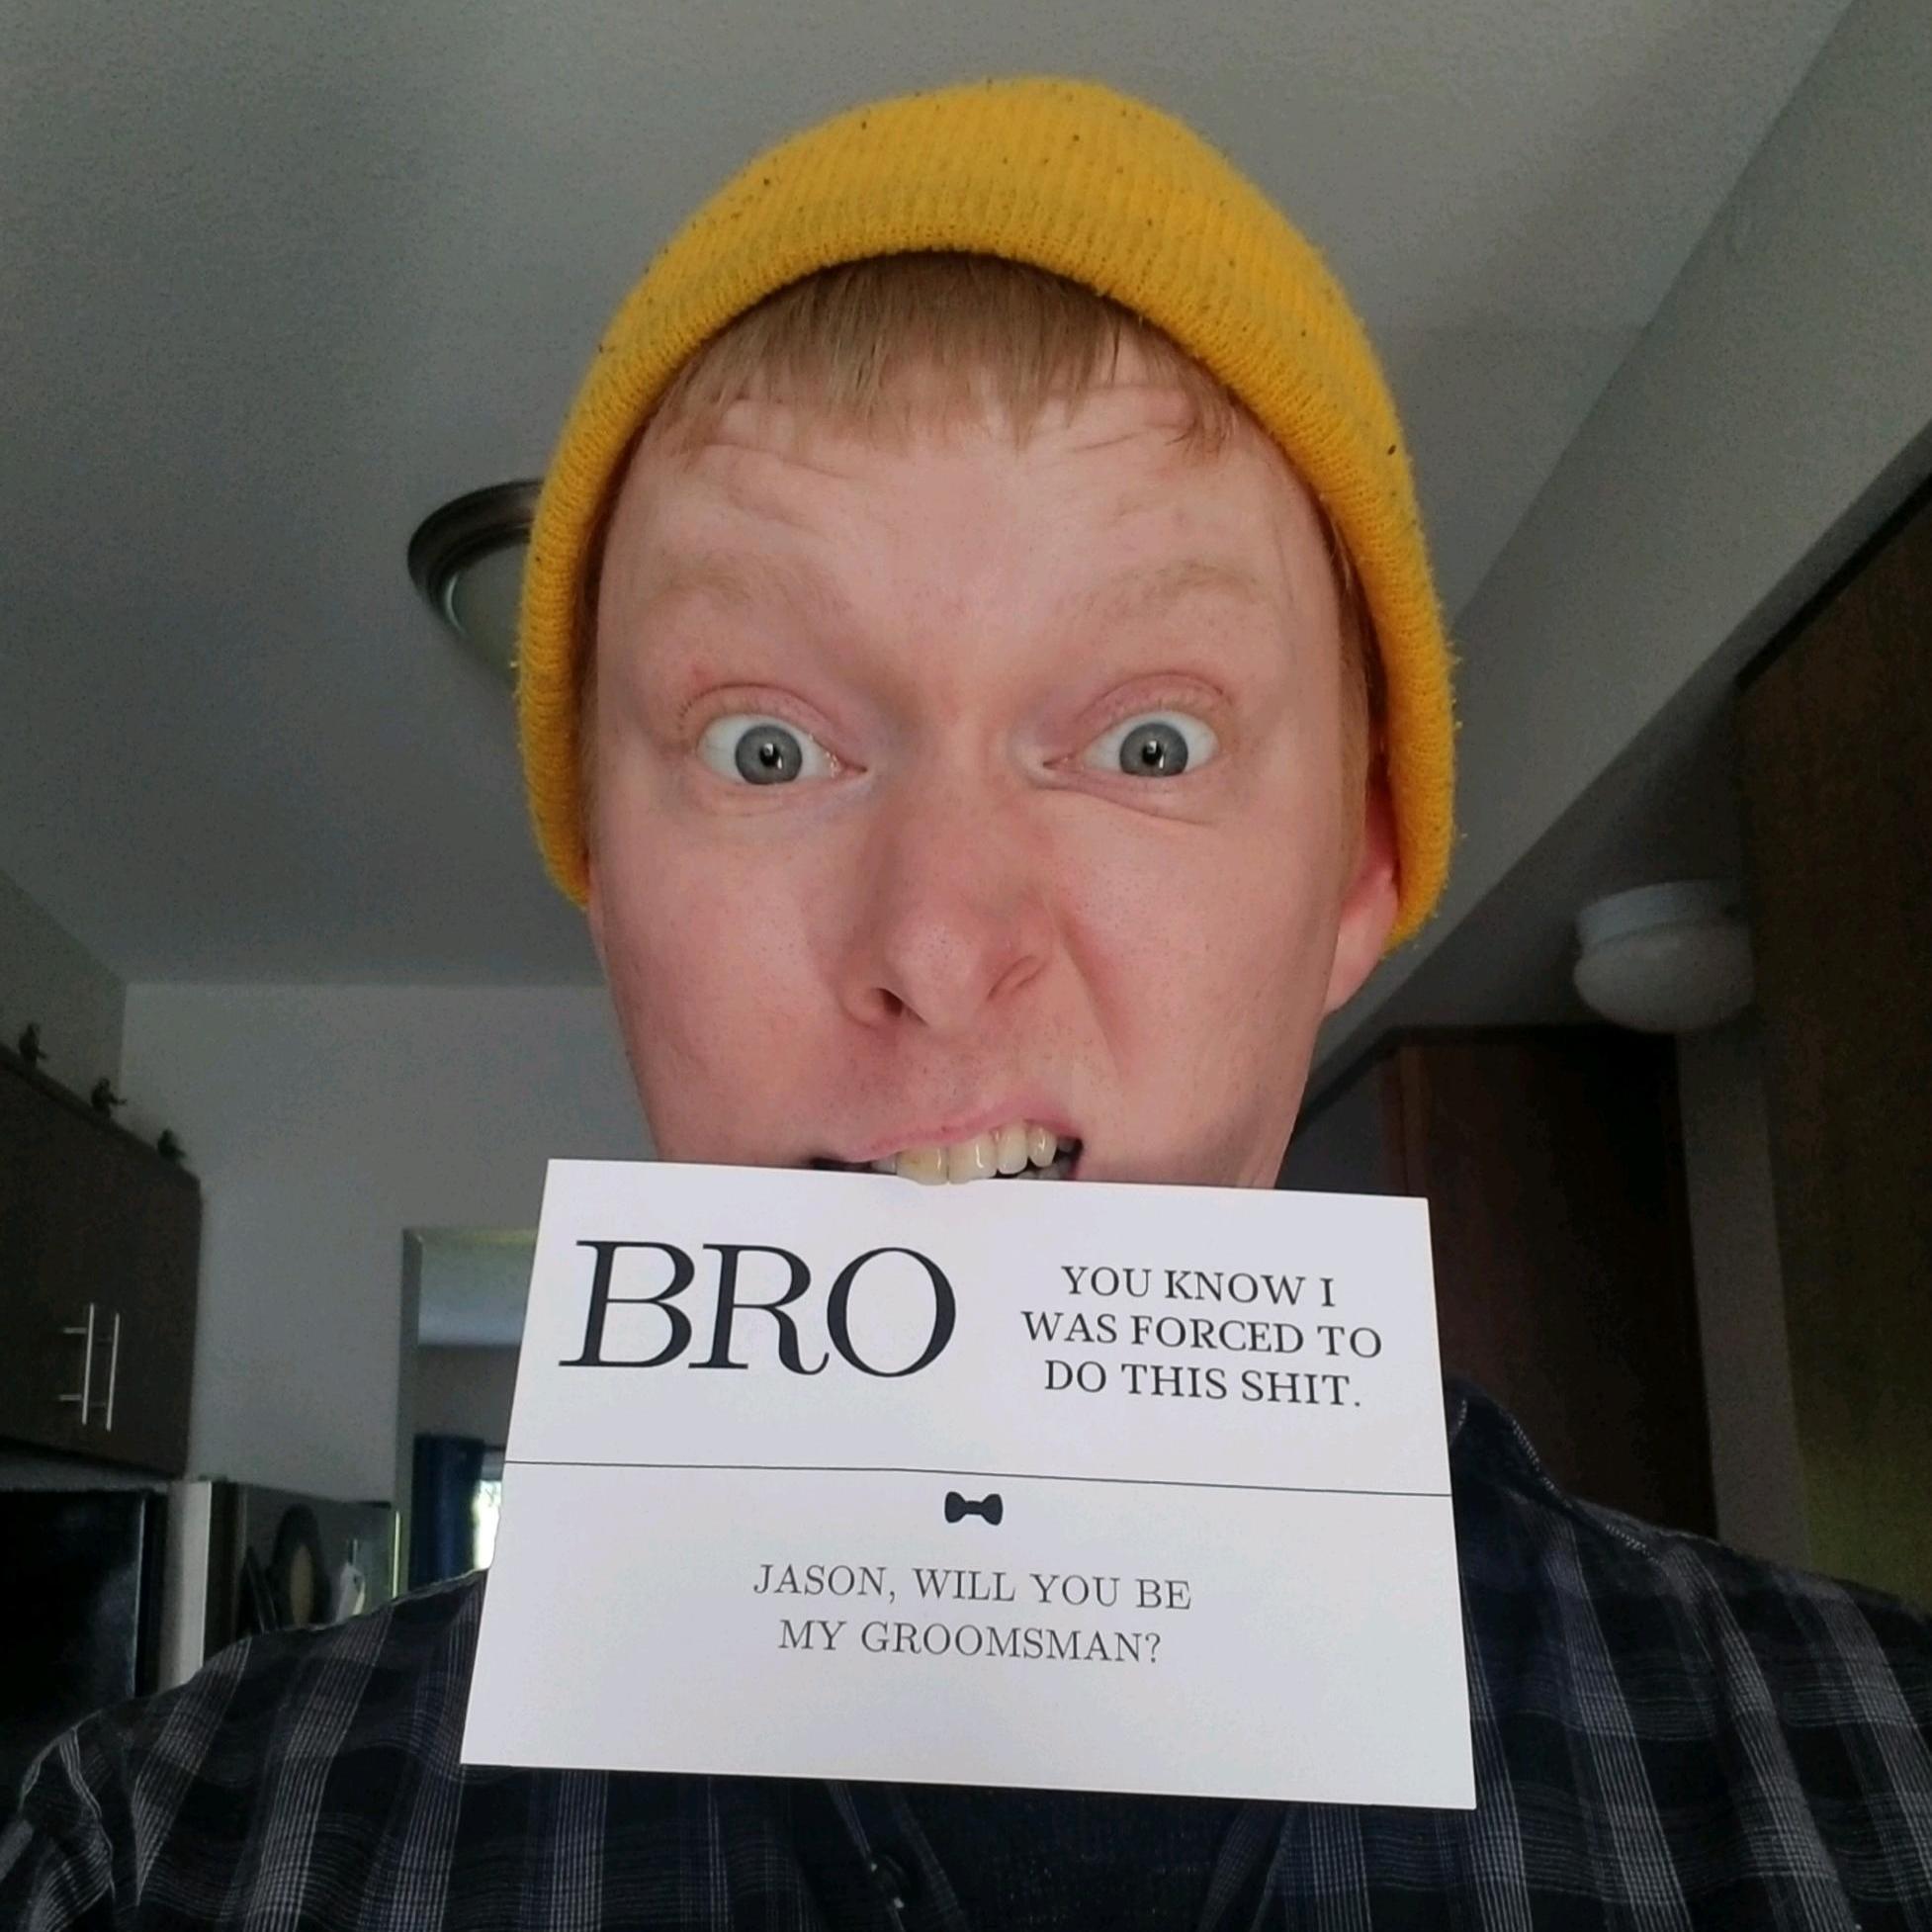 BRO
YOU KNOW I
WAS FORCED TO
DO THIS SHIT.
JASON, WILL YOU BE
MY GROOMSMAN?